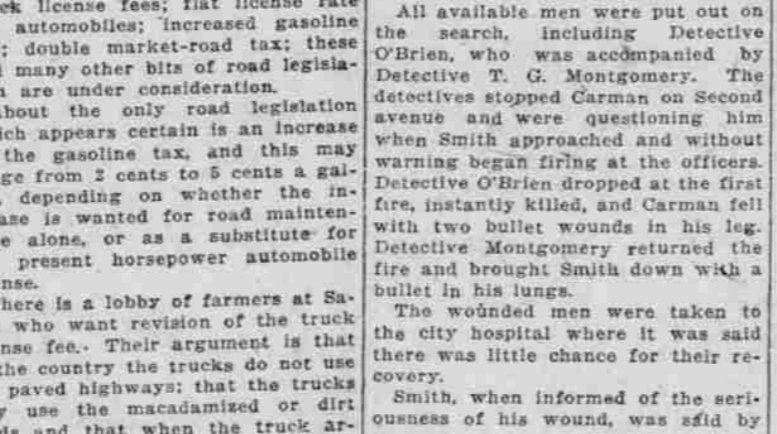 ck license fees; flat license rate
automobiles; increased gasoline
; double market-road tax; these
many other bits of road legisla-
are under consideration.
bout the only road legislation
ich appears certain is an increase
the gasoline tax, and this may
ge from 2 cents to 5 cents a gal-
, depending on whether the in-
ase is wanted for road mainten-
e alone, or as a substitute for
present horsepower automobile
nse.
here is a lobby of farmers at Sa-
who want revision of the truck
nse fee. Their argument is that
the country the trucks do not use
paved highways; that the trucks
y use the macadamized or dirt
ds and that when the truck ar-
All available men were put out on
the search, including Detective
O'Brien, who was accompanied by
Detective T. G. Montgomery. The
detectives stopped Carman on Second
avenue and were questioning him
when Smith approached and without
warning began firing at the officers.
Detective O'Brien dropped at the first
fire, instantly killed, and Carman fell
with two bullet wounds in his leg.
Detective Montgomery returned the
fire and brought Smith down with a
bullet in his lungs.
The wounded men were taken to
the city hospital where it was said
there was little chance for their re-
covery.
Smith, when informed of the seri-
ousness of his wound, was said by